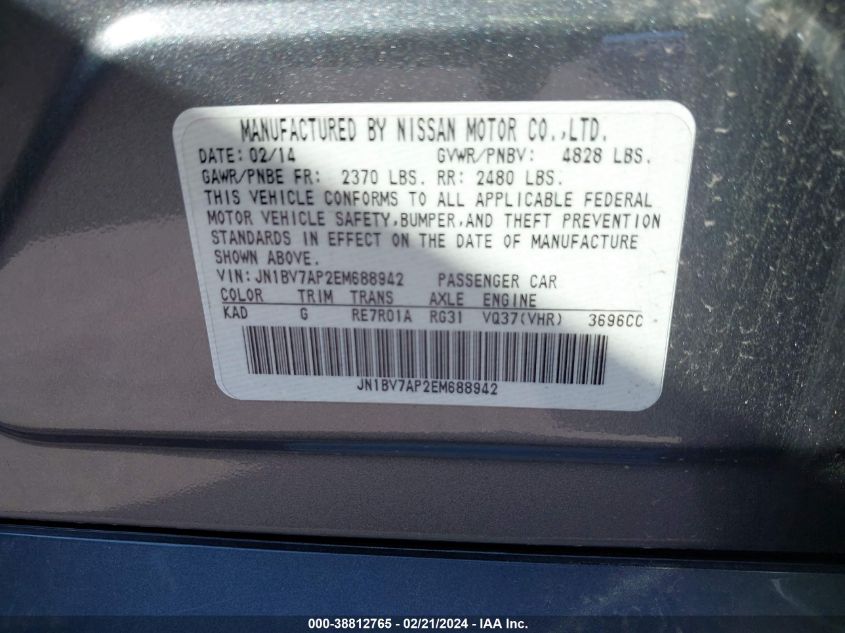 MANUFACTURED BY NISSAN MOTOR CO.,LTD.
DATE: 02/14 GVWR/PNBV: 4828 LBS.
GAWR/PNBE FR: 2370 LBS. RR: 2480 LBS.
THIS VEHICLE CONFORMS TO ALL APPLICABLE FEDERAL
MOTOR VEHICLE SAFETY,BUMPER,AND THEFT PREVENTION
STANDARDS IN EFFECT ON THE DATE OF MANUFACTURE
SHOWN ABOVE.
VIN: JN1BV7AP2EM688942 PASSENGER CAR
COLOR TRIM TRANS AXLE ENGINE
KAD G RE7R01A RG31 VQ37(VHR) 3696CC
JN1BV7AP2EM688942
000-38812765 - 02/21/2024 - IAA Inc.